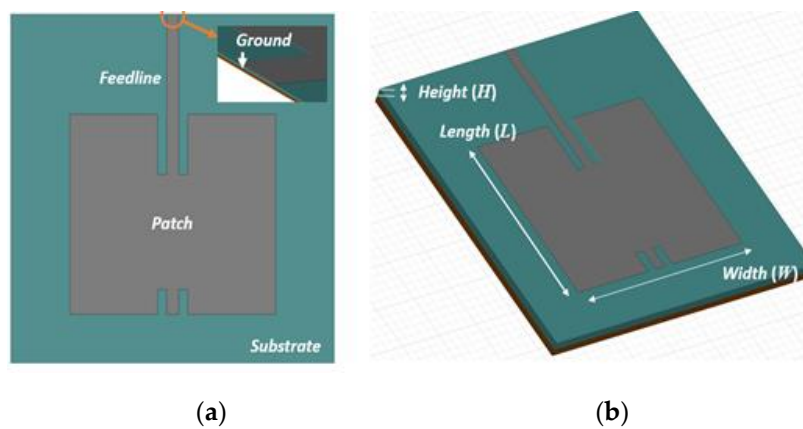 Ground
Feedline
Patch
Substrate
Height (H)
Length (L)
Width (W)
(a)
(b)